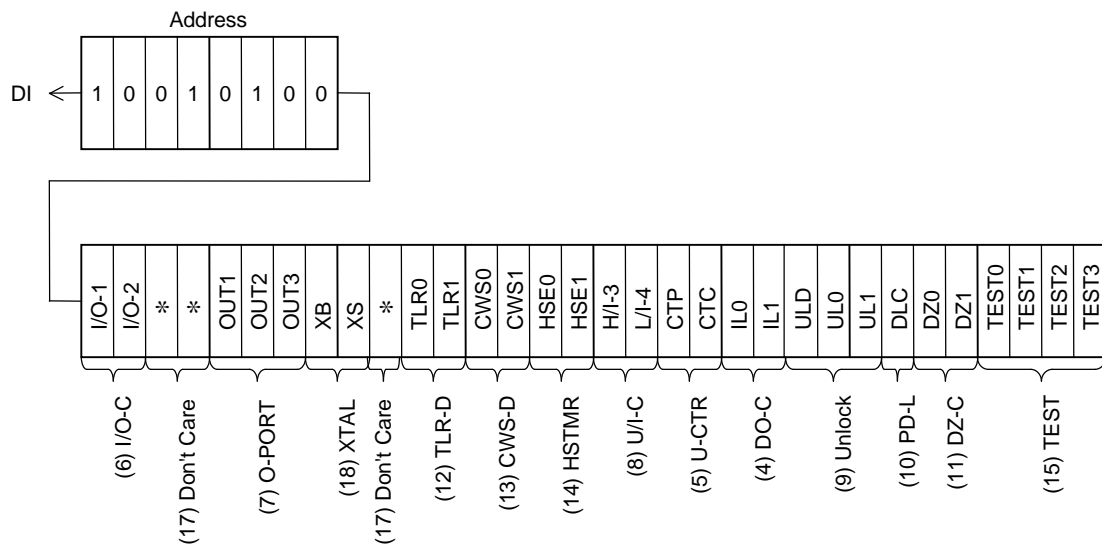 Address
DI
1 0 0 1 0 1 0 0
I/O-1 I/O-2 * * OUT1 OUT2 OUT3 XB XS * TLR0 TLR1 CWS0 CWS1 HSE0 HSE1 H/I-3 L/I-4 CTP CTC IL0 IL1 ULD UL0 UL1 DLC DZ0 DZ1 TEST0 TEST1 TEST2 TEST3
(6) I/O-C
(17) Don't Care
(7) O-PORT
(18) XTAL
(17) Don't Care
(12) TLR-D
(13) CWS-D
(14) HSTMR
(8) U/I-C
(5) U-CTR
(4) DO-C
(9) Unlock
(10) PD-L
(11) DZ-C
(15) TEST